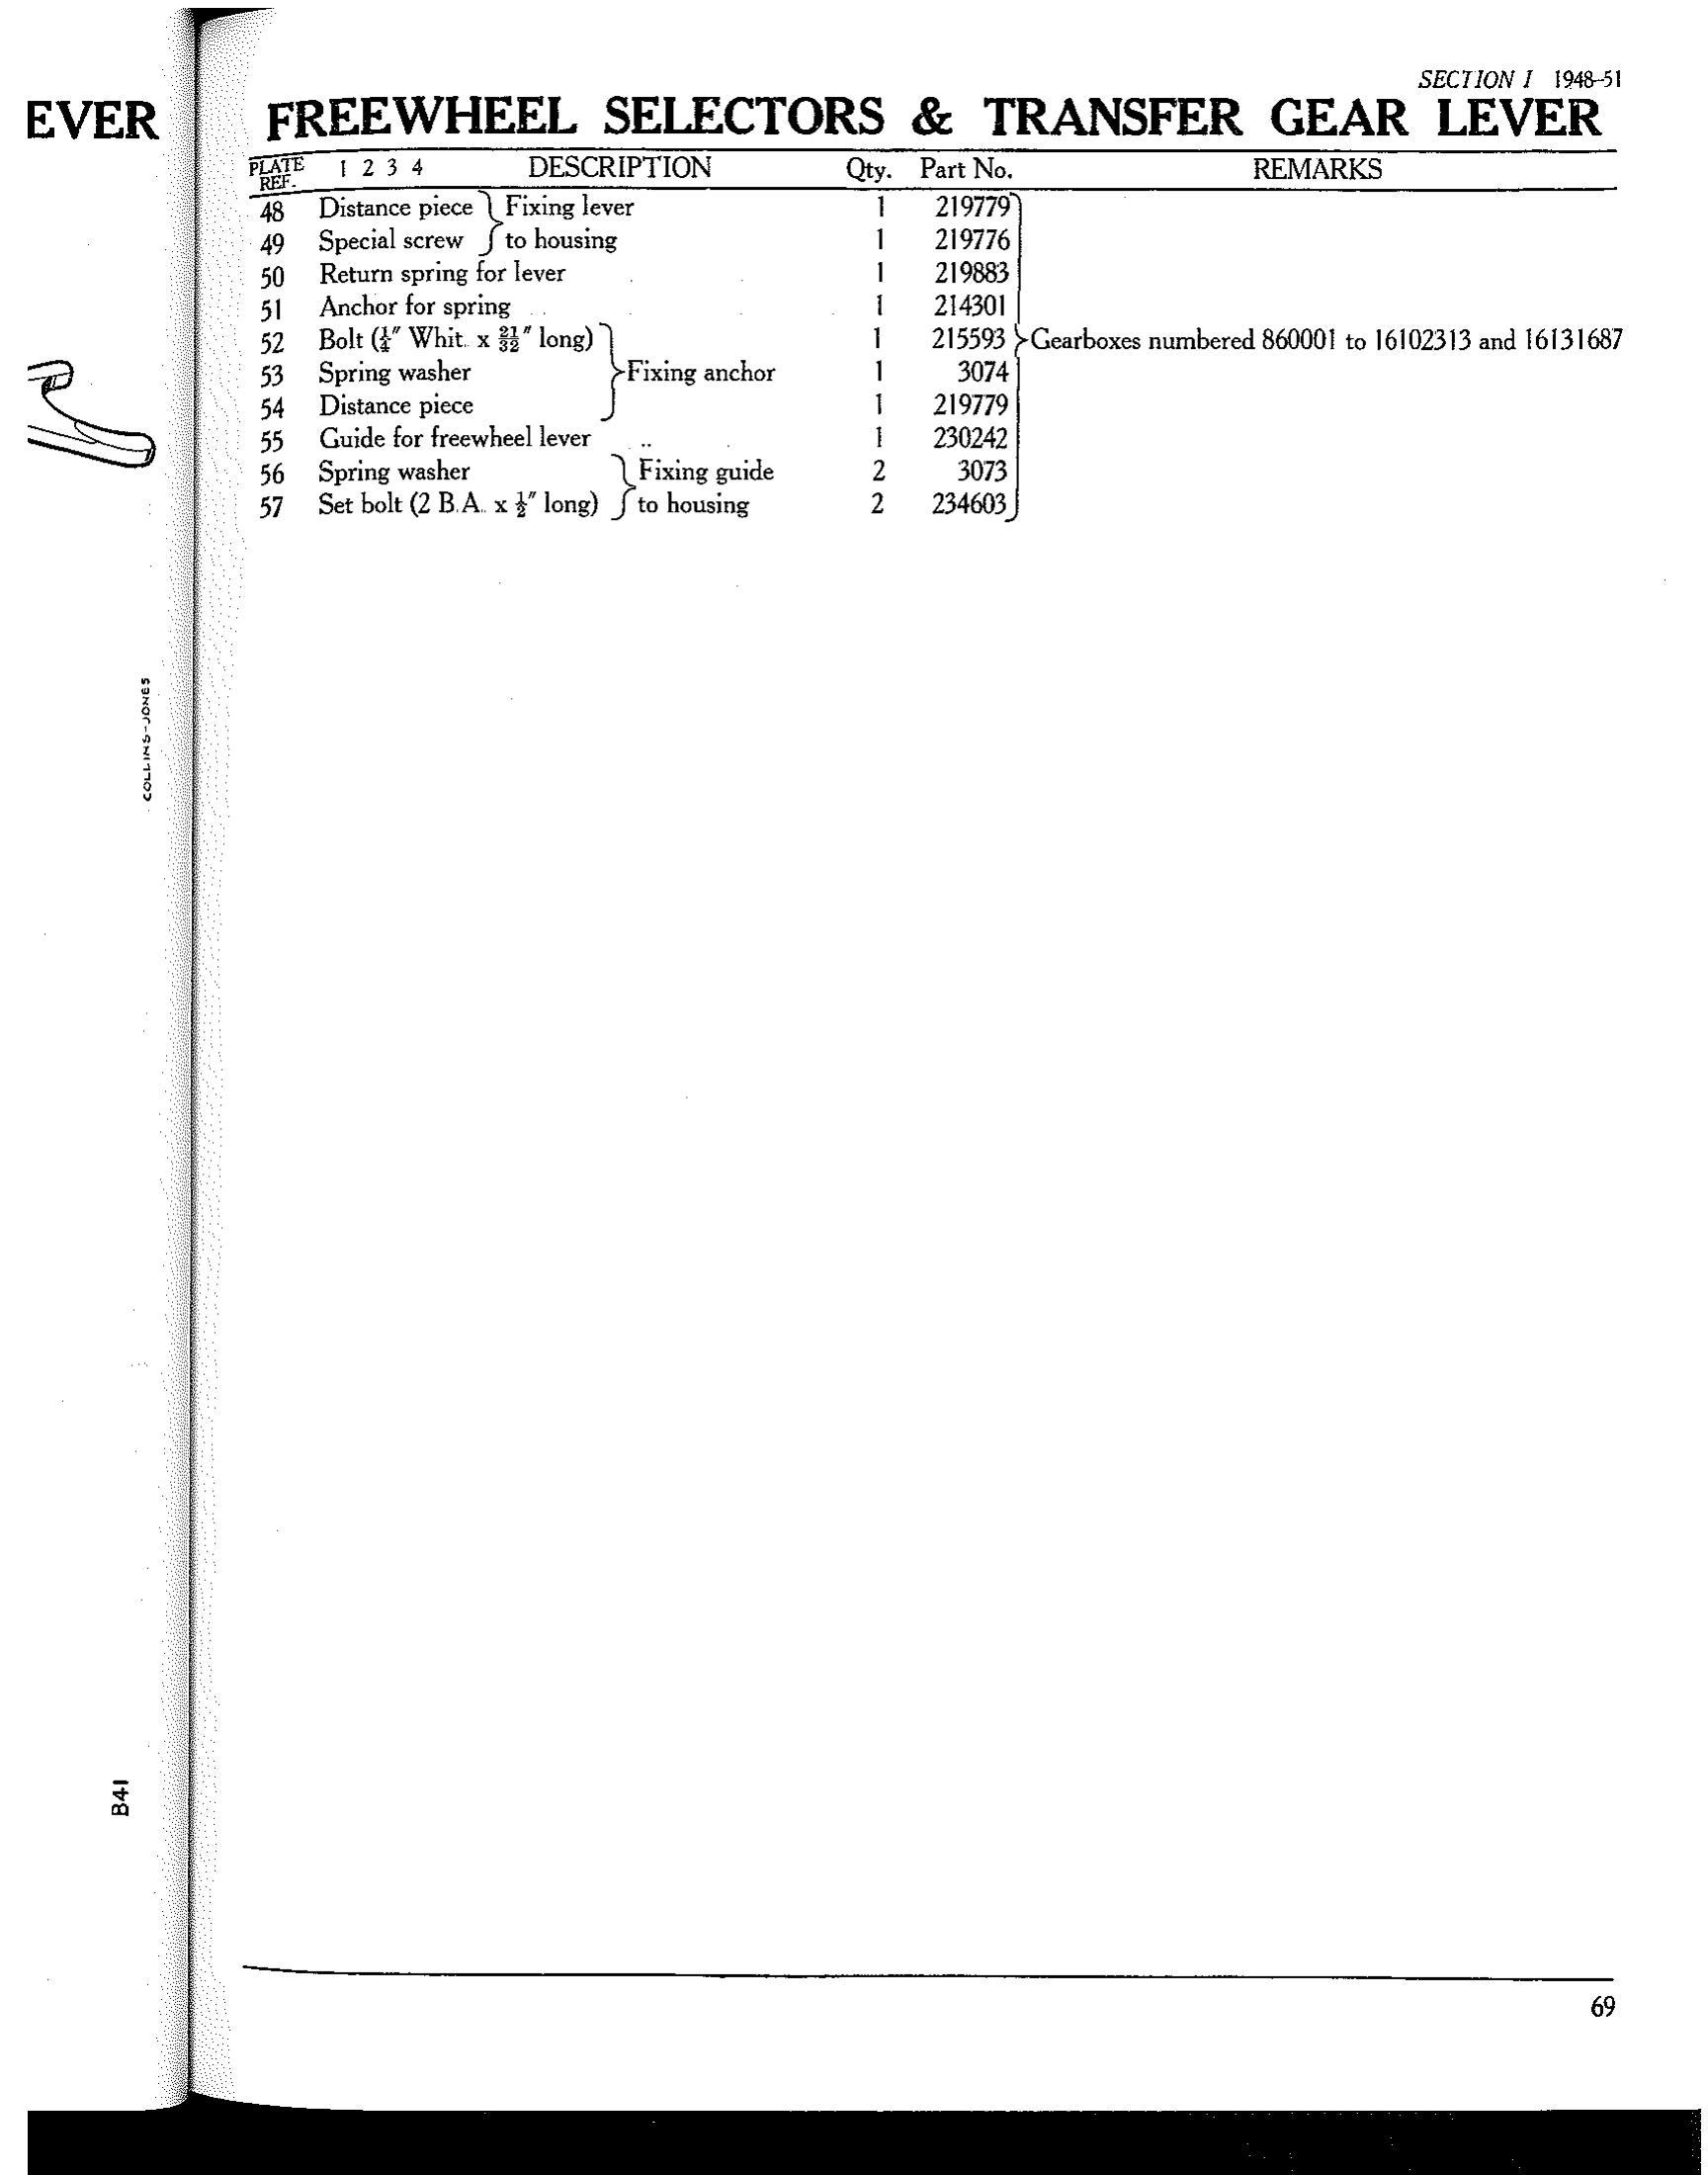 EVER
COLLINS-JONES
B41
SECTION I 1948-51
FREEWHEEL SELECTORS & TRANSFER GEAR LEVER
PLATE REF. 1 2 3 4 DESCRIPTION Qty. Part No. REMARKS
48 Distance piece } Fixing lever 1 219779
49 Special screw } to housing 1 219776
50 Return spring for lever 1 219883
51 Anchor for spring 1 214301
52 Bolt (¼″ Whit. x 21/32″ long) 1 215593 Gearboxes numbered 860001 to 16102313 and 16131687
53 Spring washer } Fixing anchor 1 3074
54 Distance piece 1 219779
55 Guide for freewheel lever .. 1 230242
56 Spring washer } Fixing guide 2 3073
57 Set bolt (2 B.A. x ½″ long) } to housing 2 234603
69